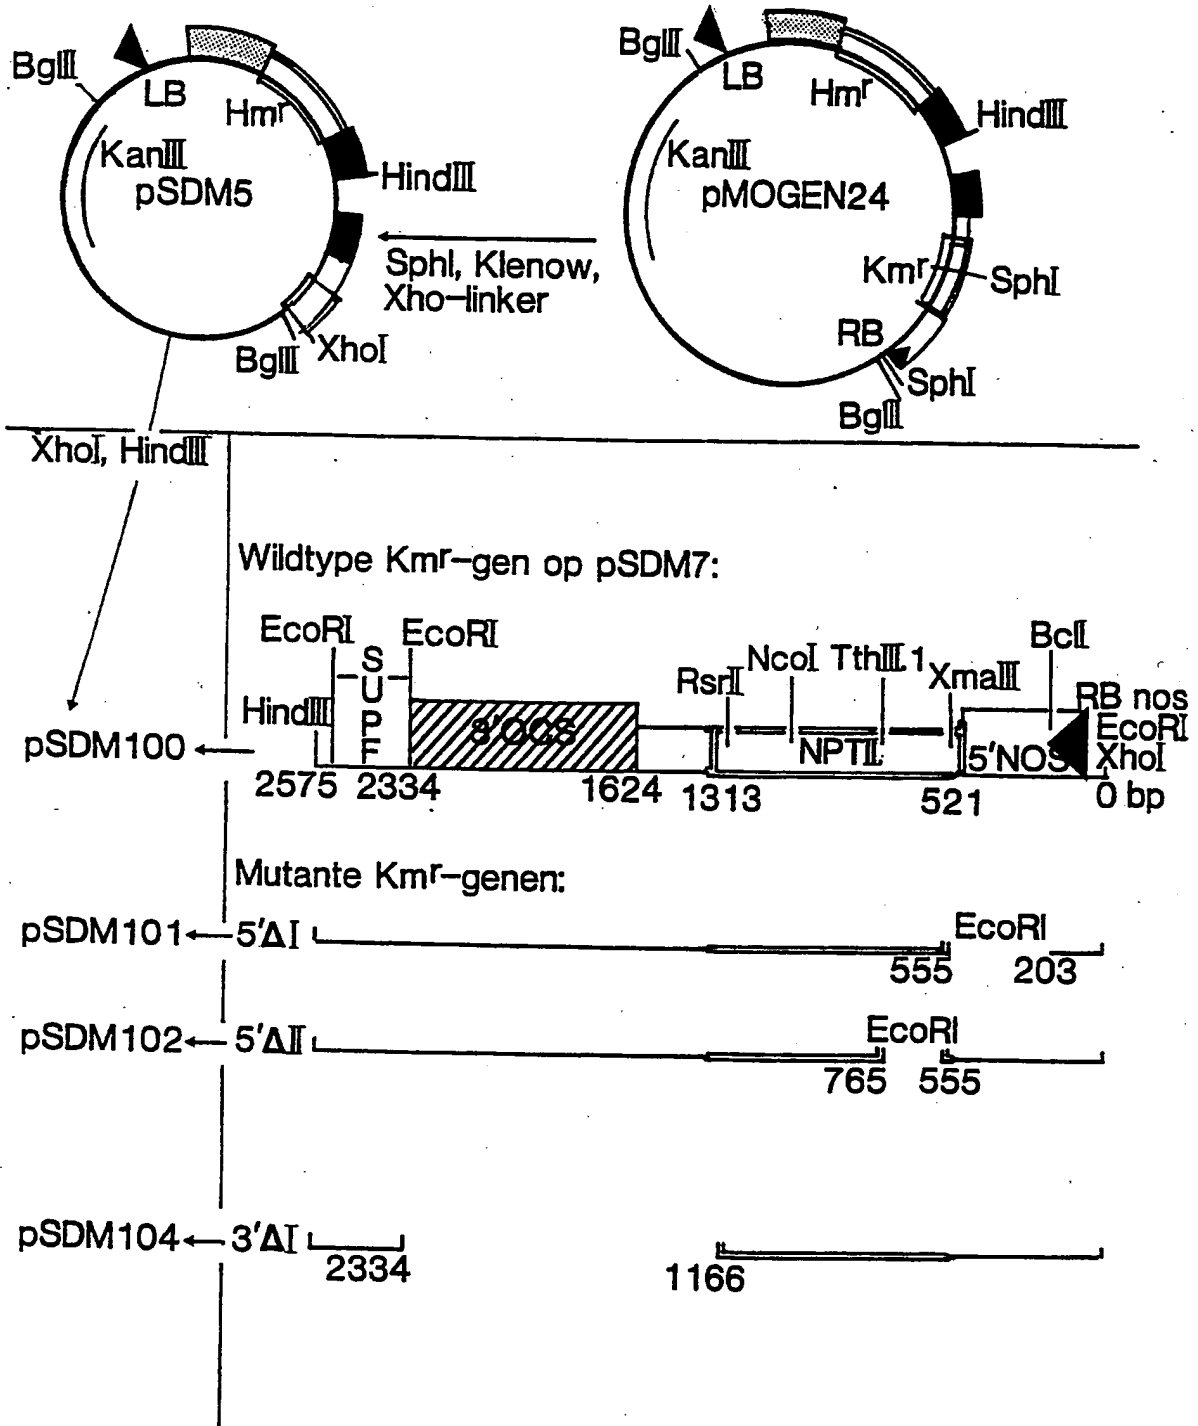 BglII
LB
Hmr
KanIII
pSDM5
HindIII
BglII
XhoI
SphI, Klenow,
Xho-linker
BglII
LB
Hmr
HindIII
KanIII
pMOGEN24
Kmr
SphI
RB
SphI
BglII
XhoI, HindIII
Wildtype Kmr-gen op pSDM7:
EcoRI
EcoRI
SUPF
HindIII
3'OCS
RsrII
NcoI
TthIII.1
XmaIII
BclI
NPTII
5'NOS
RB nos
EcoRI
XhoI
pSDM100
2575 2334 1624 1313 521 0 bp
Mutante Kmr-genen:
pSDM101 5'ΔI
EcoRI
555 203
pSDM102 5'ΔII
EcoRI
765 555
pSDM104 3'ΔI
2334 1166